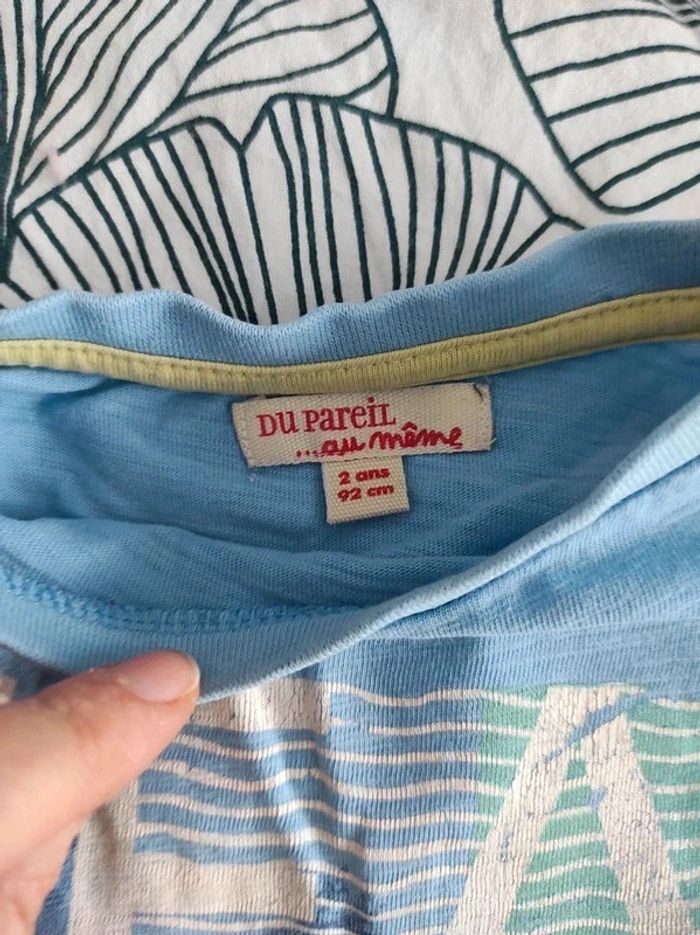 DU PAREIL
...au même
2 ans
92 cm